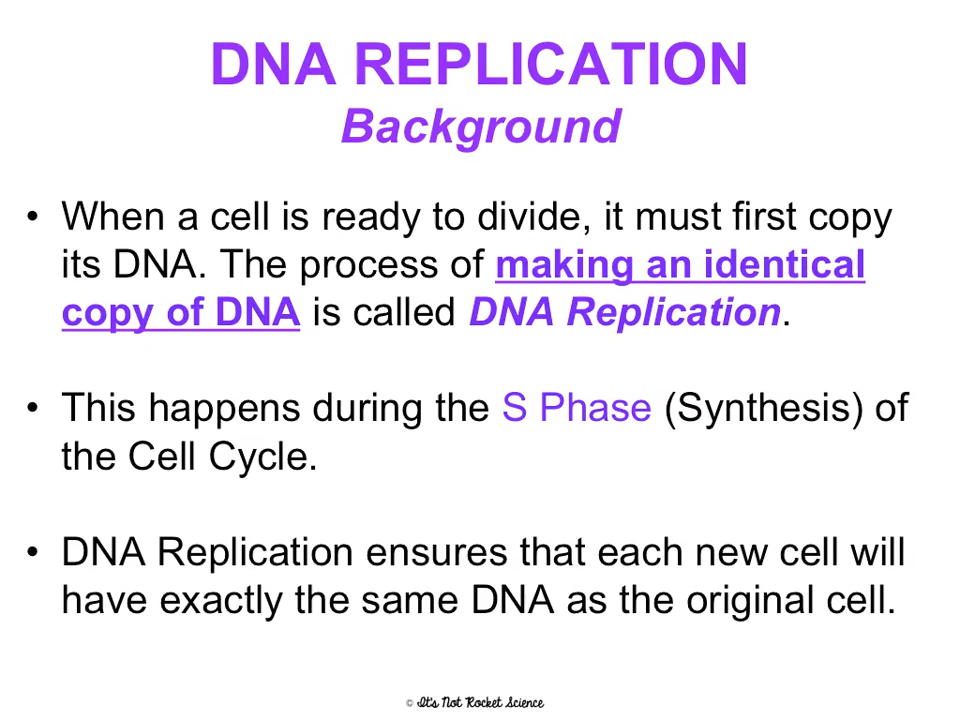 DNA REPLICATION
Background
• When a cell is ready to divide, it must first copy
its DNA. The process of making an identical
copy of DNA is called DNA Replication.
• This happens during the S Phase (Synthesis) of
the Cell Cycle.
• DNA Replication ensures that each new cell will
have exactly the same DNA as the original cell.
© It's Not Rocket Science